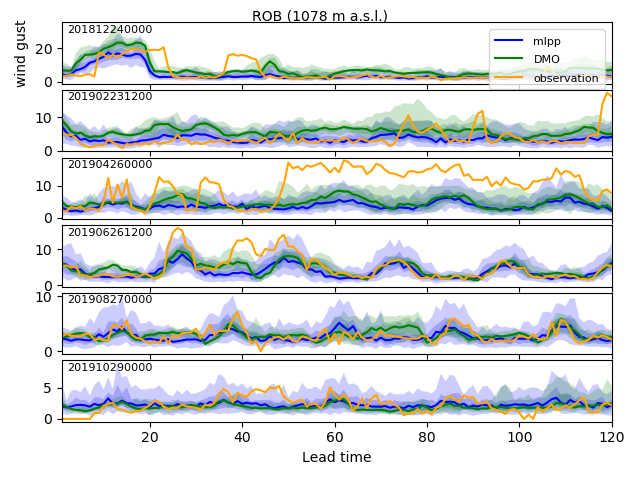 ROB (1078 m a.s.l.)
wind gust
201812240000
mlpp
DMO
observation
20
0
201902231200
10
0
201904260000
10
0
201906261200
10
0
201908270000
10
0
201910290000
5
0
20 40 60 80 100 120
Lead time